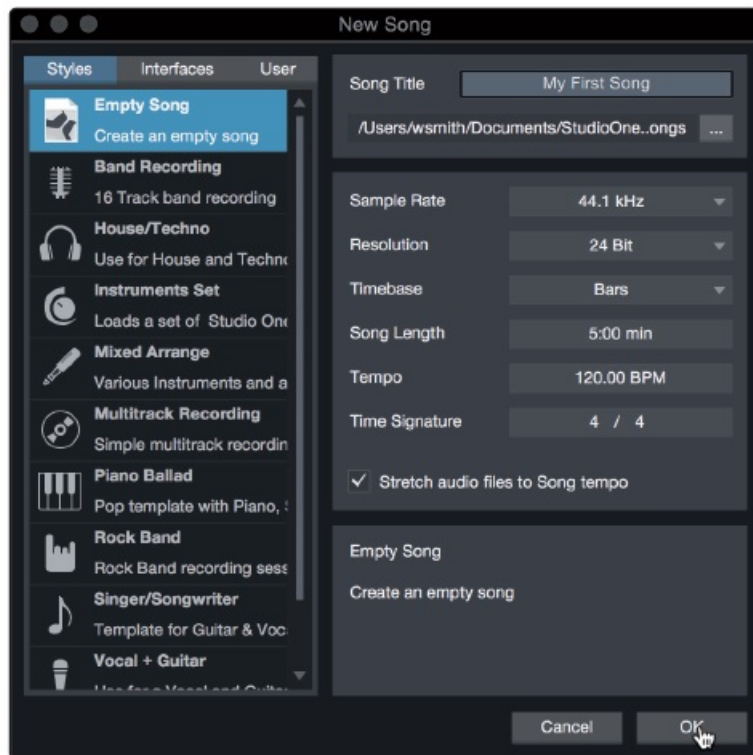 New Song
Styles Interfaces User
Empty Song
Create an empty song
Band Recording
16 Track band recording
House/Techno
Use for House and Techno
Instruments Set
Loads a set of Studio One
Mixed Arrange
Various Instruments and a
Multitrack Recording
Simple multitrack recordin
Piano Ballad
Pop template with Piano,
Rock Band
Rock Band recording sess
Singer/Songwriter
Template for Guitar & Voc
Vocal + Guitar
Song Title My First Song
/Users/wsmith/Documents/StudioOne..ongs ...
Sample Rate 44.1 kHz
Resolution 24 Bit
Timebase Bars
Song Length 5:00 min
Tempo 120.00 BPM
Time Signature 4 / 4
Stretch audio files to Song tempo
Empty Song
Create an empty song
Cancel OK